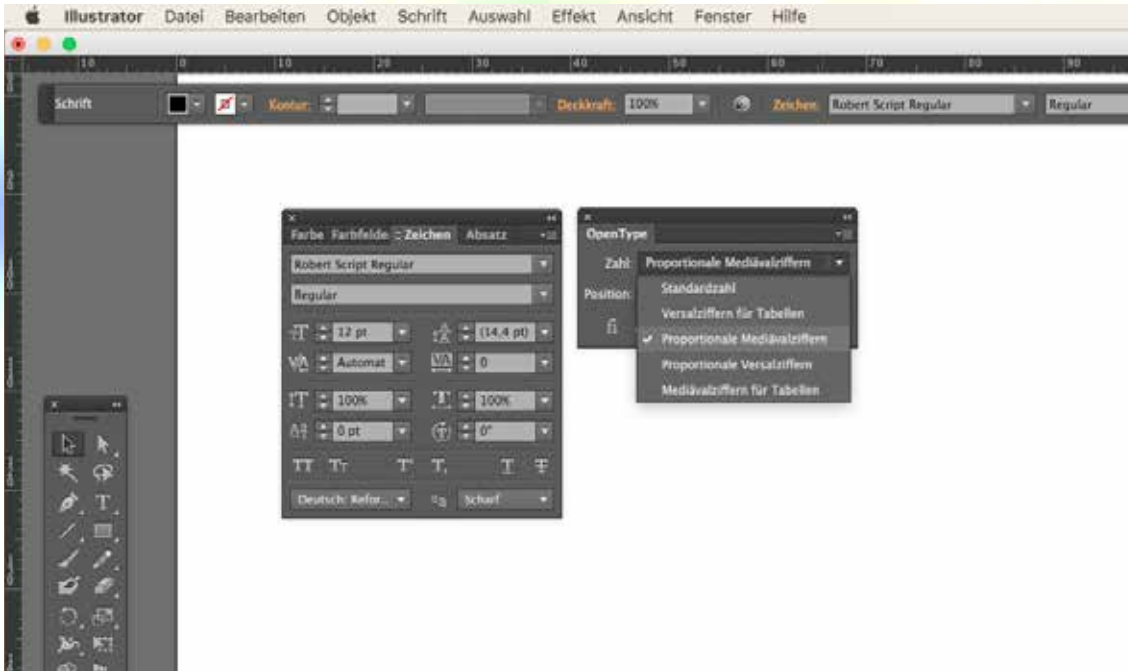 Illustrator Datei Bearbeiten Objekt Schrift Auswahl Effekt Ansicht Fenster Hilfe
10 0 10 20 30 40 50 60 70 80 90
Schrift Kontur: Deckkraft: 100% Zeichen: Robert Script Regular Regular
Farbe Farbfelde Zeichen Absatz
Robert Script Regular
Regular
12 pt (14,4 pt)
Automat 0
100% 100%
0 pt 0°
Deutsch: Refor... Scharf
OpenType
Zahl: Proportionale Mediävalziffern
Position:
Standardzahl
Versalziffern für Tabellen
Proportionale Mediävalziffern
Proportionale Versalziffern
Mediävalziffern für Tabellen